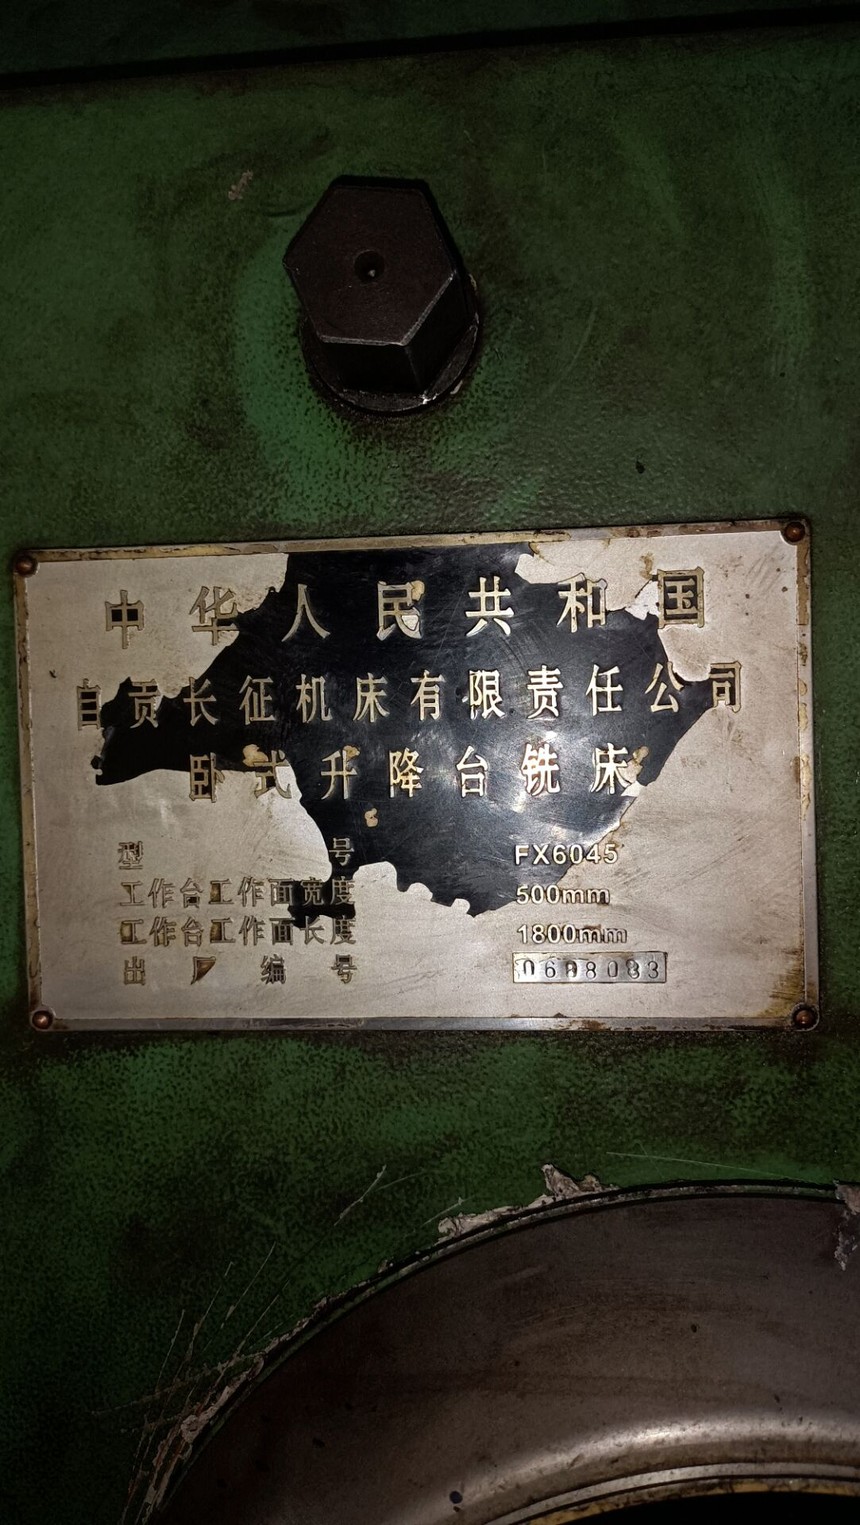 中华人民共和国
自贡长征机床有限责任公司
卧式升降台铣床
型号 FX6045
工作台工作面宽度 500mm
工作台工作面长度 1800mm
出厂编号 0698033